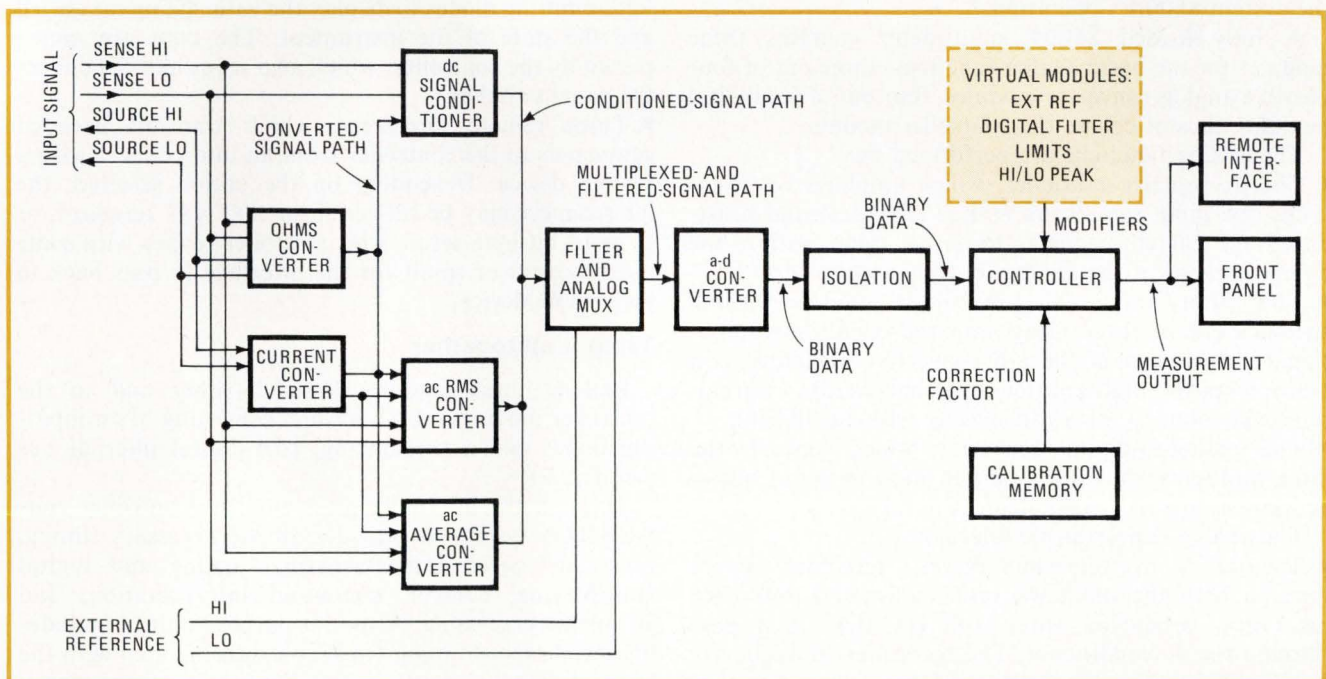 INPUT SIGNAL
SENSE HI
SENSE LO
SOURCE HI
SOURCE LO
CONVERTED-
SIGNAL PATH
dc
SIGNAL
CONDI-
TIONER
CONDITIONED-SIGNAL PATH
OHMS
CON-
VERTER
CURRENT
CON-
VERTER
ac RMS
CON-
VERTER
ac
AVERAGE
CON-
VERTER
EXTERNAL
REFERENCE
HI
LO
MULTIPLEXED- AND
FILTERED-SIGNAL PATH
FILTER
AND
ANALOG
MUX
a-d
CON-
VERTER
BINARY
DATA
ISOLATION
BINARY
DATA
VIRTUAL MODULES:
EXT REF
DIGITAL FILTER
LIMITS
HI/LO PEAK
MODIFIERS
CONTROLLER
CORRECTION
FACTOR
CALIBRATION
MEMORY
MEASUREMENT
OUTPUT
REMOTE
INTER-
FACE
FRONT
PANEL